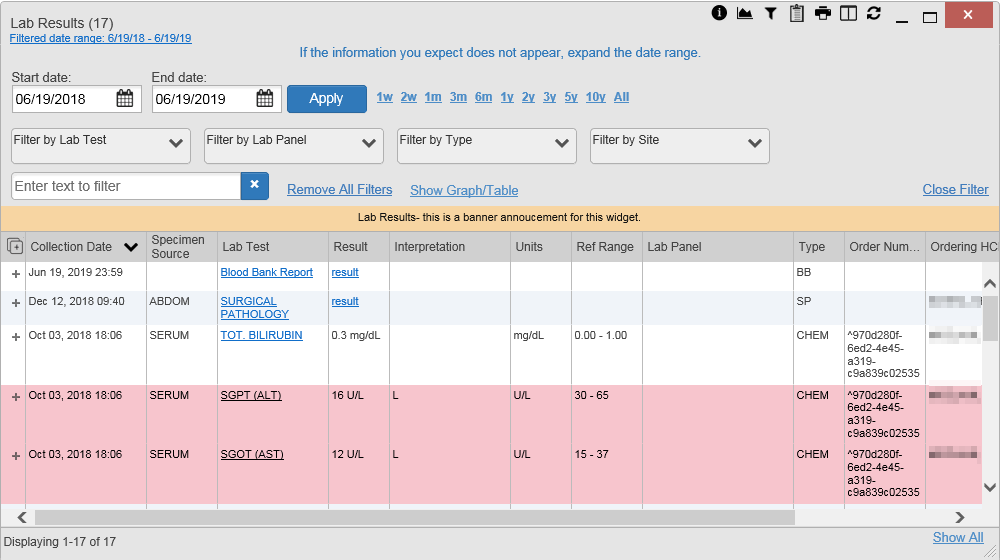 Lab Results (17)
Filtered date range: 6/19/18 - 6/19/19
If the information you expect does not appear, expand the date range.
Start date: End date:
06/19/2018 06/19/2019 Apply 1w 2w 1m 3m 6m 1y 2y 3y 5y 10y All
Filter by Lab Test Filter by Lab Panel Filter by Type Filter by Site
Enter text to filter Remove All Filters Show Graph/Table Close Filter
Lab Results- this is a banner annoucement for this widget.
Collection Date Specimen Source Lab Test Result Interpretation Units Ref Range Lab Panel Type Order Num... Ordering HC
Jun 19, 2019 23:59 Blood Bank Report result BB
Dec 12, 2018 09:40 ABDOM SURGICAL result SP
PATHOLOGY
Oct 03, 2018 18:06 SERUM TOT. BILIRUBIN 0.3 mg/dL mg/dL 0.00 - 1.00 CHEM ^970d280f-
6ed2-4e45-
a319-
c9a839c02535
Oct 03, 2018 18:06 SERUM SGPT (ALT) 16 U/L L U/L 30 - 65 CHEM ^970d280f-
6ed2-4e45-
a319-
c9a839c02535
Oct 03, 2018 18:06 SERUM SGOT (AST) 12 U/L L U/L 15 - 37 CHEM ^970d280f-
6ed2-4e45-
a319-
c9a839c02535
Displaying 1-17 of 17 Show All